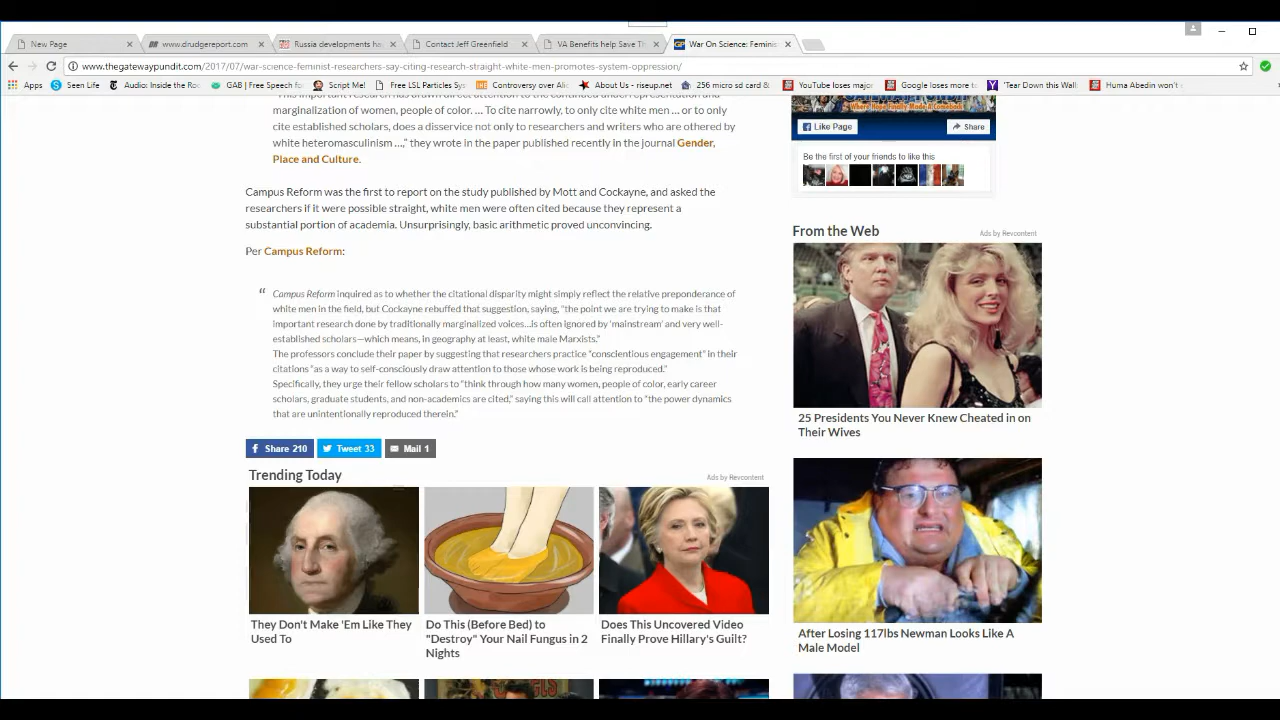 New Page
www.drudgereport.com
Russia developments ha
Contact Jeff Greenfield
VA Benefits help Save Th
War On Science: Feminis
www.thegatewaypundit.com/2017/07/war-science-feminist-researchers-say-citing-research-straight-white-men-promotes-system-oppression/
Apps
Seen Life
Audio: Inside the Ro
GAB | Free Speech fo
Script Me!
Free LSL Particles Sy
Controversy over Ali
About Us - riseup.net
256 micro sd card &
YouTube loses major
Google loses more t
'Tear Down this Wall
Huma Abedin won't
marginalization of women, people of color. …To cite narrowly, to only cite white men … or to only
cite established scholars, does a disservice not only to researchers and writers who are othered by
white heteromasculinism …," they wrote in the paper published recently in the journal Gender,
Place and Culture.
Campus Reform was the first to report on the study published by Mott and Cockayne, and asked the
researchers if it were possible straight, white men were often cited because they represent a
substantial portion of academia. Unsurprisingly, basic arithmetic proved unconvincing.
Per Campus Reform:
“ Campus Reform inquired as to whether the citational disparity might simply reflect the relative preponderance of
white men in the field, but Cockayne rebuffed that suggestion, saying, "the point we are trying to make is that
important research done by traditionally marginalized voices…is often ignored by 'mainstream' and very well-
established scholars—which means, in geography at least, white male Marxists."
The professors conclude their paper by suggesting that researchers practice "conscientious engagement" in their
citations "as a way to self-consciously draw attention to those whose work is being reproduced."
Specifically, they urge their fellow scholars to "think through how many women, people of color, early career
scholars, graduate students, and non-academics are cited," saying this will call attention to "the power dynamics
that are unintentionally reproduced therein."
Share 210
Tweet 33
Mail 1
Trending Today
Ads by Revcontent
They Don't Make 'Em Like They
Used To
Do This (Before Bed) to
"Destroy" Your Nail Fungus in 2
Nights
Does This Uncovered Video
Finally Prove Hillary's Guilt?
Where Hope Finally Made A Comeback
Like Page
Share
Be the first of your friends to like this
From the Web
Ads by Revcontent
25 Presidents You Never Knew Cheated in on
Their Wives
After Losing 117lbs Newman Looks Like A
Male Model